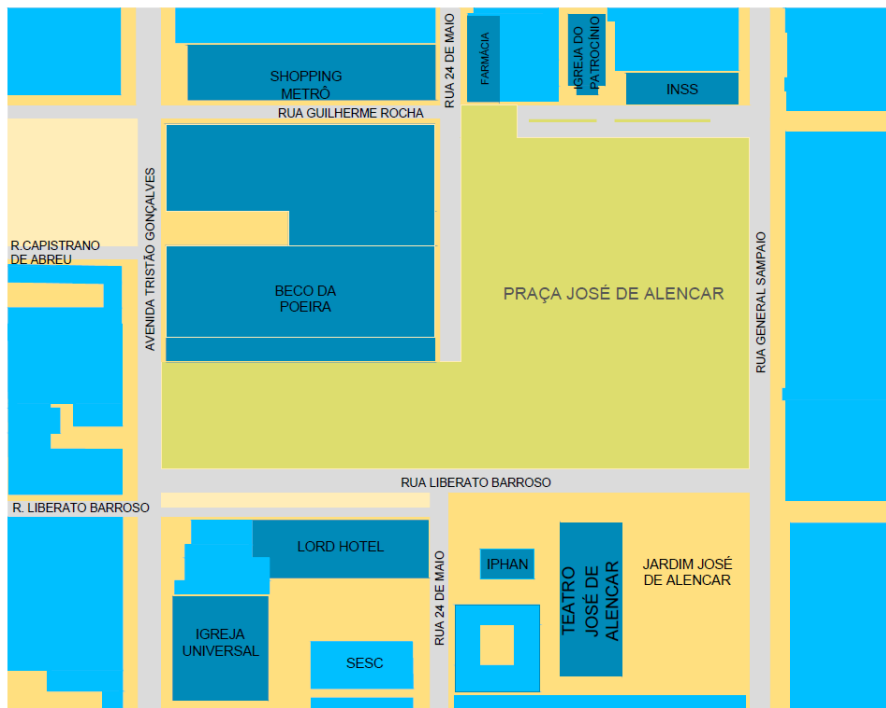 SHOPPING
METRÔ
RUA 24 DE MAIO
FARMÁCIA
IGREJA DO
PATROCÍNIO
INSS
RUA GUILHERME ROCHA
AVENIDA TRISTÃO GONÇALVES
R.CAPISTRANO
DE ABREU
BECO DA
POEIRA
PRAÇA JOSÉ DE ALENCAR
RUA GENERAL SAMPAIO
RUA LIBERATO BARROSO
R. LIBERATO BARROSO
LORD HOTEL
RUA 24 DE MAIO
IPHAN
TEATRO
JOSÉ DE
ALENCAR
JARDIM JOSÉ
DE ALENCAR
IGREJA
UNIVERSAL
SESC